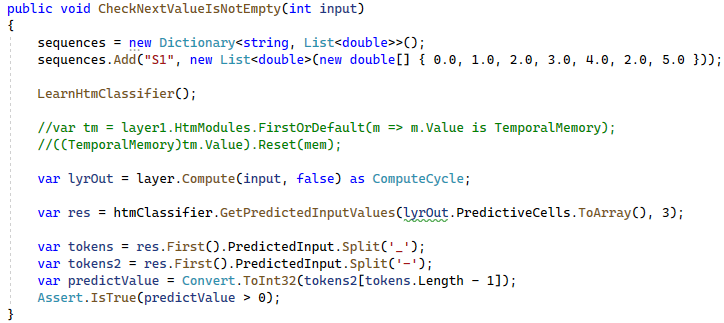 public void CheckNextValueIsNotEmpty(int input)
{
    sequences = new Dictionary<string, List<double>>();
    sequences.Add("S1", new List<double>(new double[] { 0.0, 1.0, 2.0, 3.0, 4.0, 2.0, 5.0 }));

    LearnHtmClassifier();

    //var tm = layer1.HtmModules.FirstOrDefault(m => m.Value is TemporalMemory);
    //((TemporalMemory)tm.Value).Reset(mem);

    var lyrOut = layer.Compute(input, false) as ComputeCycle;

    var res = htmClassifier.GetPredictedInputValues(lyrOut.PredictiveCells.ToArray(), 3);

    var tokens = res.First().PredictedInput.Split('_');
    var tokens2 = res.First().PredictedInput.Split('-');
    var predictValue = Convert.ToInt32(tokens2[tokens.Length - 1]);
    Assert.IsTrue(predictValue > 0);
}